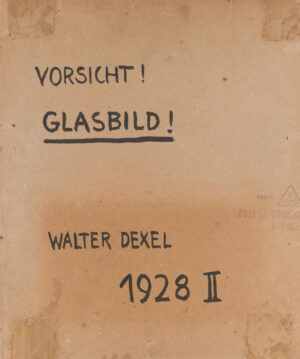 VORSICHT!
GLASBILD!
WALTER DEXEL
1928 II